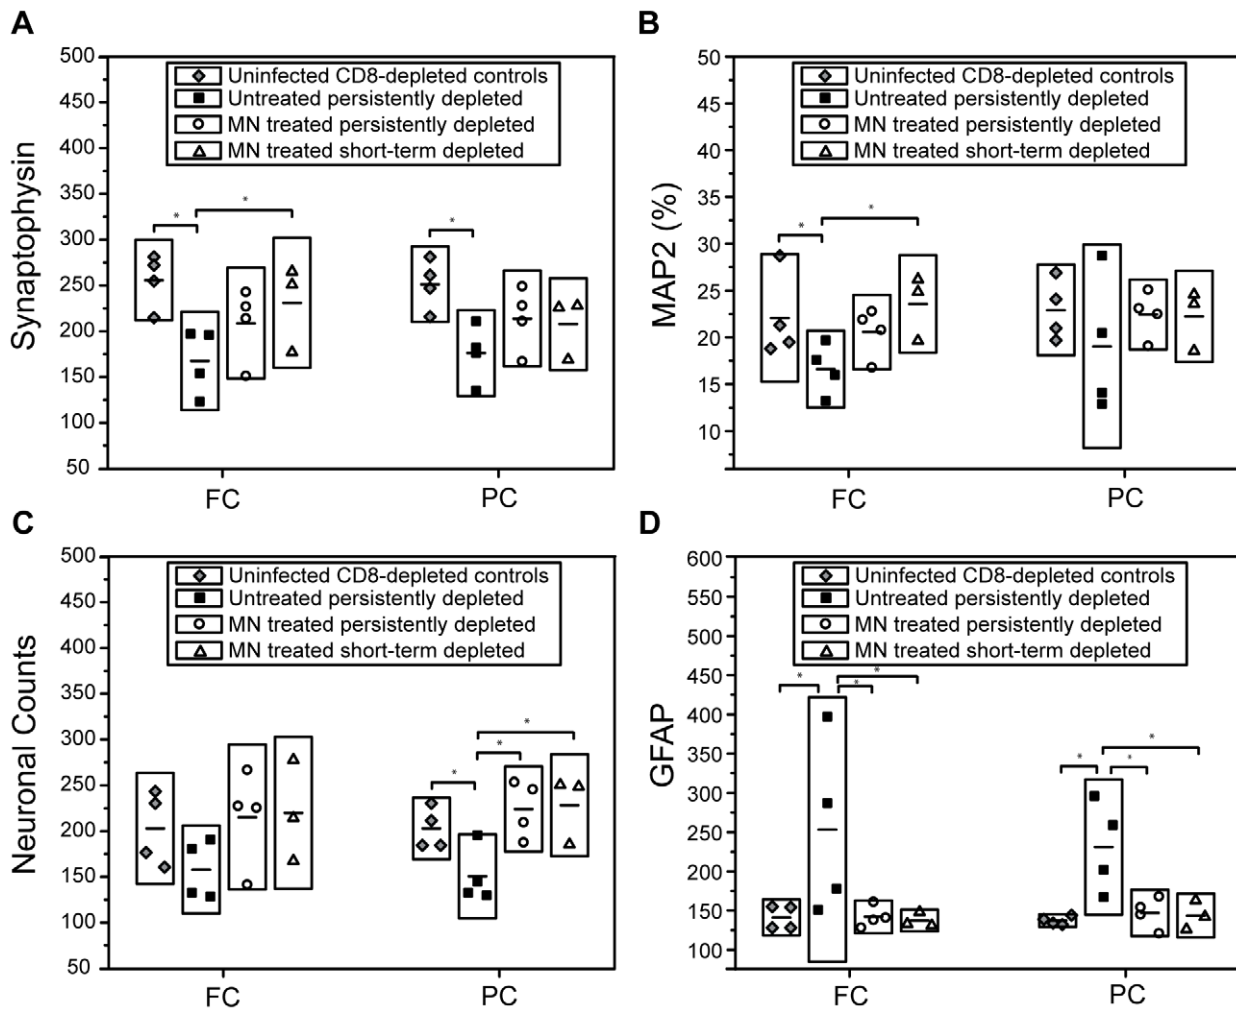 A
Synaptophysin
500
450
400
350
300
250
200
150
100
50
Uninfected CD8-depleted controls
Untreated persistently depleted
MN treated persistently depleted
MN treated short-term depleted
* * *
FC PC
B
MAP2 (%)
50
45
40
35
30
25
20
15
10
Uninfected CD8-depleted controls
Untreated persistently depleted
MN treated persistently depleted
MN treated short-term depleted
* *
FC PC
C
Neuronal Counts
500
450
400
350
300
250
200
150
100
50
Uninfected CD8-depleted controls
Untreated persistently depleted
MN treated persistently depleted
MN treated short-term depleted
* * *
FC PC
D
GFAP
600
550
500
450
400
350
300
250
200
150
100
Uninfected CD8-depleted controls
Untreated persistently depleted
MN treated persistently depleted
MN treated short-term depleted
* * * * * *
FC PC